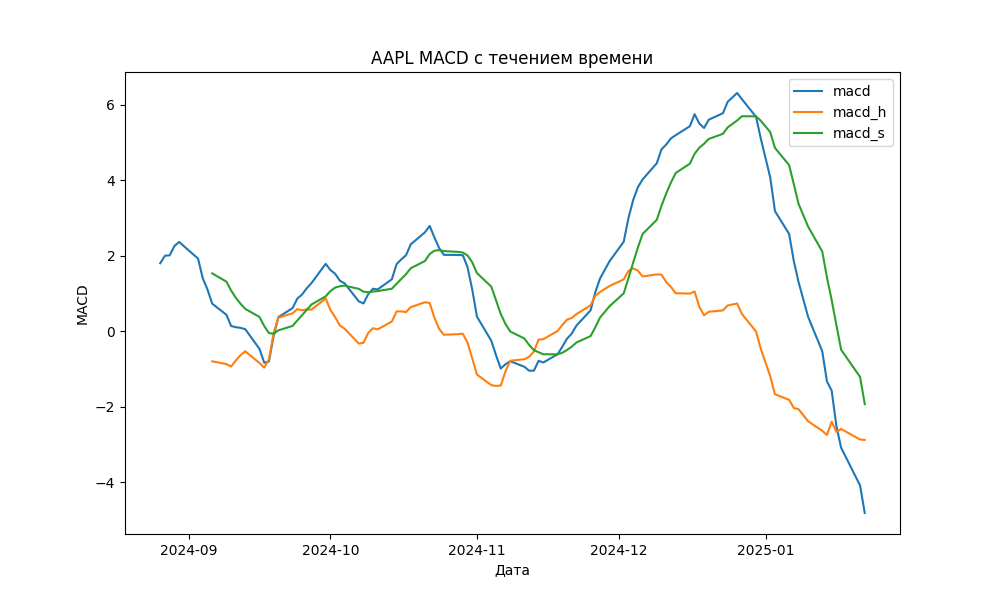 AAPL MACD с течением времени
macd
macd_h
macd_s
MACD
6
4
2
0
−2
−4
2024-09
2024-10
2024-11
2024-12
2025-01
Дата